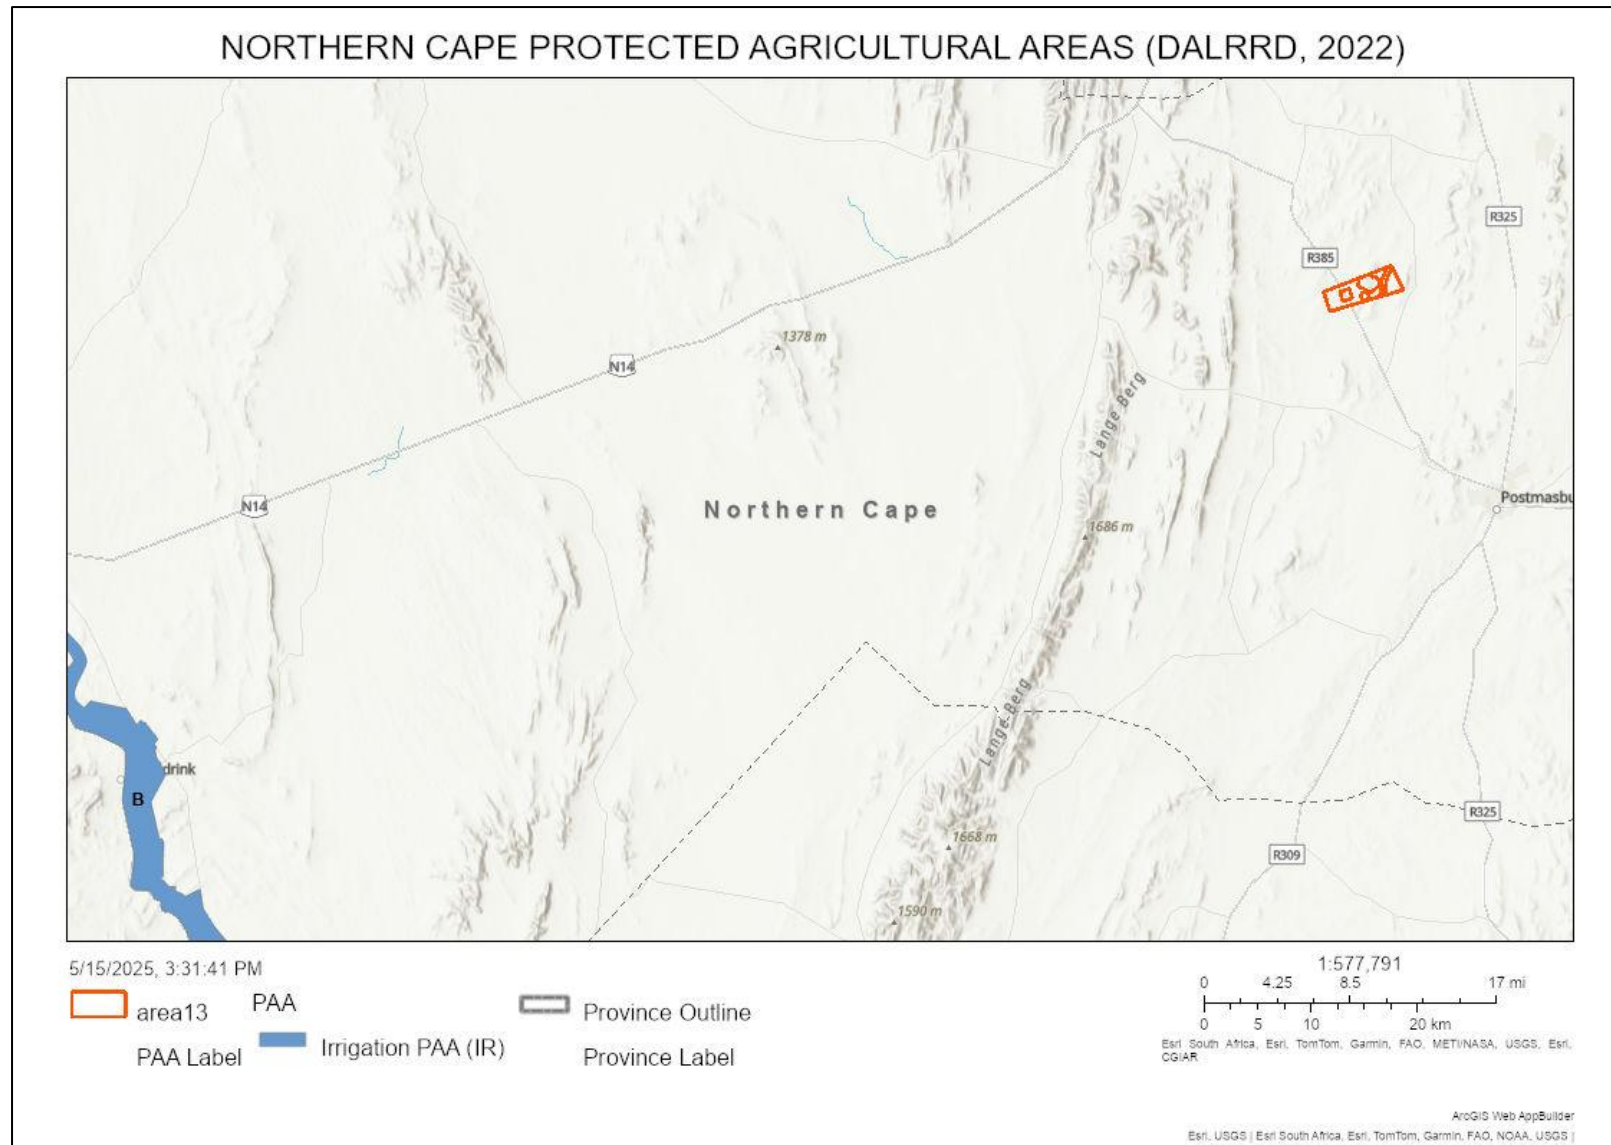 NORTHERN CAPE PROTECTED AGRICULTURAL AREAS (DALRRD, 2022)
R325
R385
1378 m
N14
Lange Berg
N14
Northern Cape
Postmasbu
1686 m
Lange-Berg
drink
B
R325
1668 m
R309
1590 m
5/15/2025, 3:31:41 PM
area13
PAA
PAA Label
Irrigation PAA (IR)
Province Outline
Province Label
1:577,791
0 4.25 8.5 17 mi
0 5 10 20 km
Esri South Africa, Esri, TomTom, Garmin, FAO, METI/NASA, USGS, Esri,
CGIAR
ArcGIS Web AppBuilder
Esri, USGS | Esri South Africa, Esri, TomTom, Garmin, FAO, NOAA, USGS |